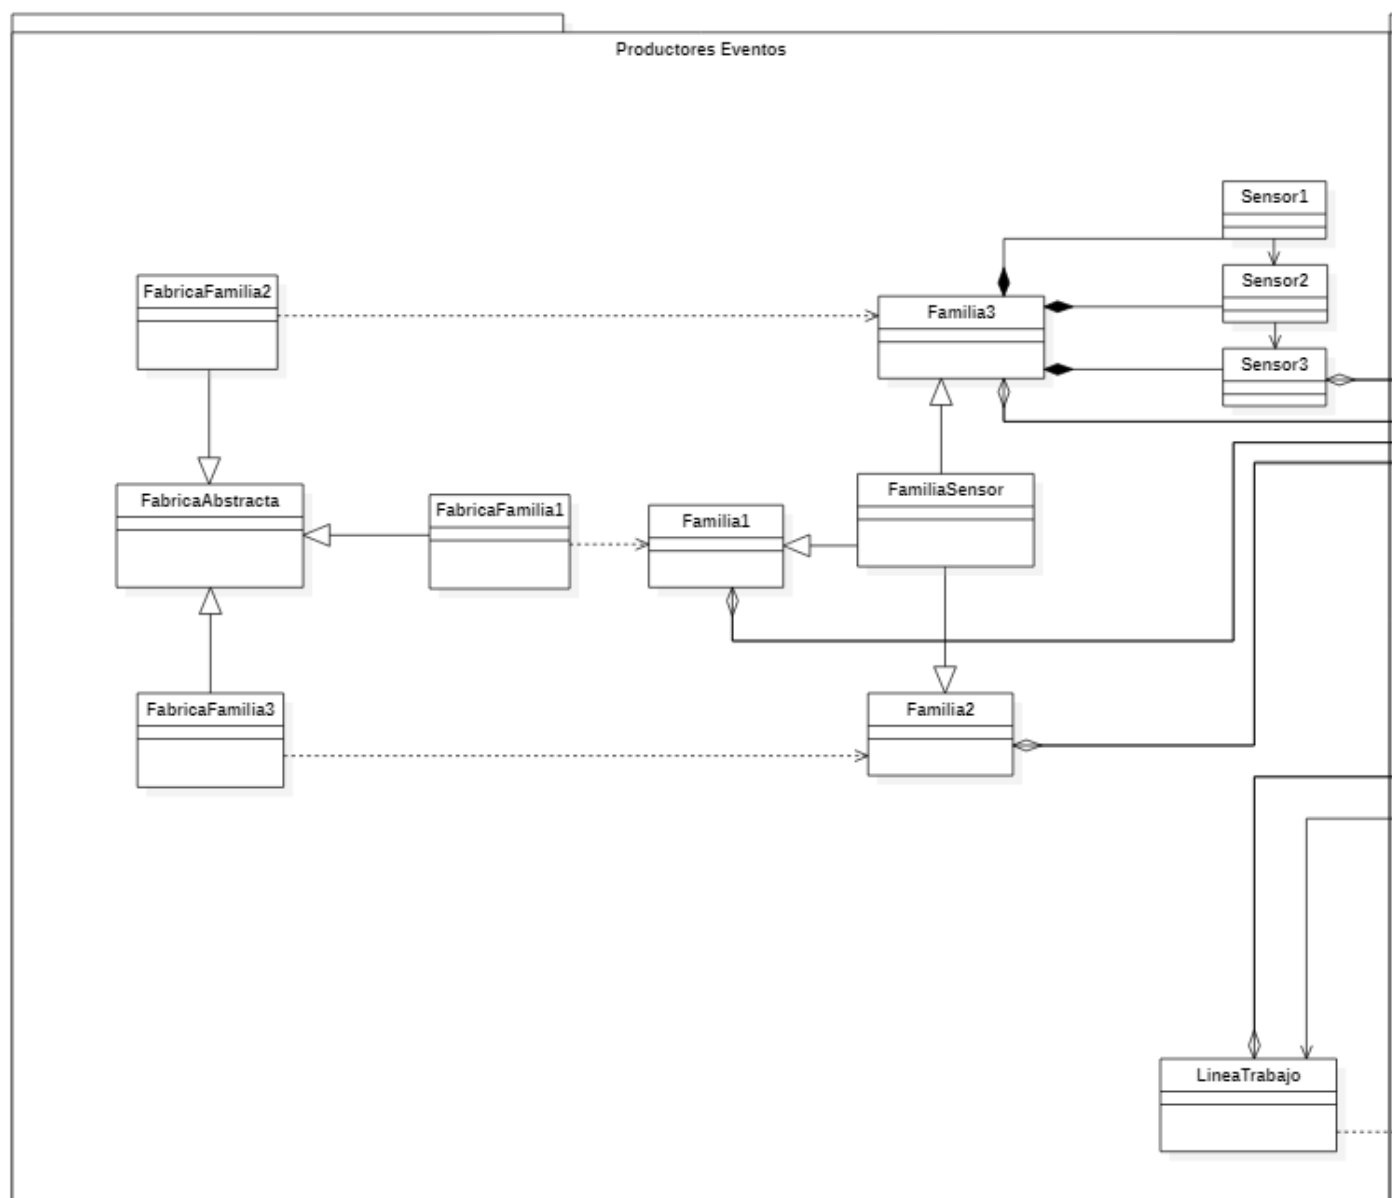 Productores Eventos
Sensor1
Sensor2
FabricaFamilia2
Familia3
Sensor3
FabricaAbstracta
FabricaFamilia1
Familia1
FamiliaSensor
FabricaFamilia3
Familia2
LineaTrabajo